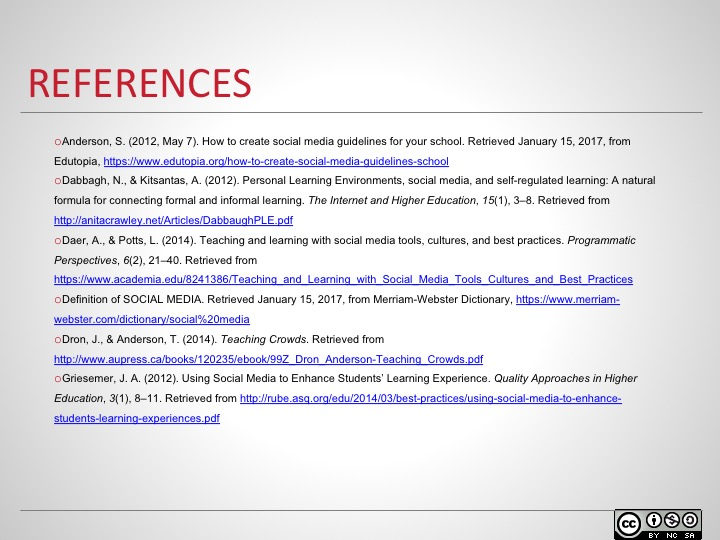 REFERENCES
oAnderson, S. (2012, May 7). How to create social media guidelines for your school. Retrieved January 15, 2017, from
Edutopia, https://www.edutopia.org/how-to-create-social-media-guidelines-school
oDabbagh, N., & Kitsantas, A. (2012). Personal Learning Environments, social media, and self-regulated learning: A natural
formula for connecting formal and informal learning. The Internet and Higher Education, 15(1), 3–8. Retrieved from
http://anitacrawley.net/Articles/DabbaughPLE.pdf
oDaer, A., & Potts, L. (2014). Teaching and learning with social media tools, cultures, and best practices. Programmatic
Perspectives, 6(2), 21–40. Retrieved from
https://www.academia.edu/8241386/Teaching_and_Learning_with_Social_Media_Tools_Cultures_and_Best_Practices
oDefinition of SOCIAL MEDIA. Retrieved January 15, 2017, from Merriam-Webster Dictionary, https://www.merriam-
webster.com/dictionary/social%20media
oDron, J., & Anderson, T. (2014). Teaching Crowds. Retrieved from
http://www.aupress.ca/books/120235/ebook/99Z_Dron_Anderson-Teaching_Crowds.pdf
oGriesemer, J. A. (2012). Using Social Media to Enhance Students’ Learning Experience. Quality Approaches in Higher
Education, 3(1), 8–11. Retrieved from http://rube.asq.org/edu/2014/03/best-practices/using-social-media-to-enhance-
students-learning-experiences.pdf
cc
BY NC SA